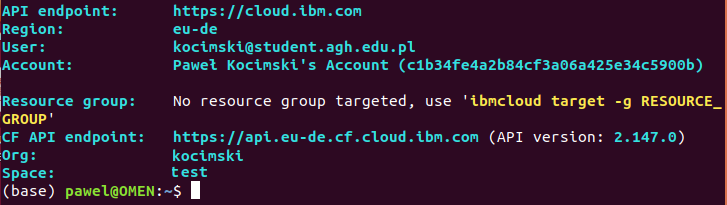 API endpoint: https://cloud.ibm.com
Region: eu-de
User: kocimski@student.agh.edu.pl
Account: Paweł Kocimski's Account (c1b34fe4a2b84cf3a06a425e34c5900b)
Resource group: No resource group targeted, use 'ibmcloud target -g RESOURCE_
GROUP'
CF API endpoint: https://api.eu-de.cf.cloud.ibm.com (API version: 2.147.0)
Org: kocimski
Space: test
(base) pawel@OMEN:~$